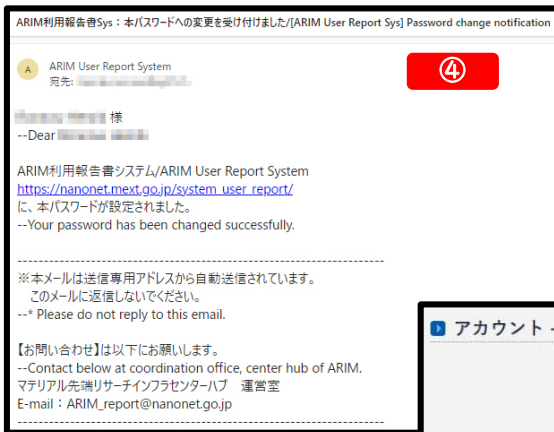 ARIM利用報告書Sys：本パスワードへの変更を受け付けました/[ARIM User Report Sys] Password change notification
A
ARIM User Report System
宛先:
④
様
--Dear
ARIM利用報告書システム/ARIM User Report System
https://nanonet.mext.go.jp/system_user_report/
に、本パスワードが設定されました。
--Your password has been changed successfully.
----------------------------------------------------------------------
※本メールは送信専用アドレスから自動送信されています。
このメールに返信しないでください。
--* Please do not reply to this email.
【お問い合わせ】は以下にお願いします。
--Contact below at coordination office, center hub of ARIM.
マテリアル先端リサーチインフラセンターハブ　運営室
E-mail：ARIM_report@nanonet.go.jp
----------------------------------------------------------------------
アカウント